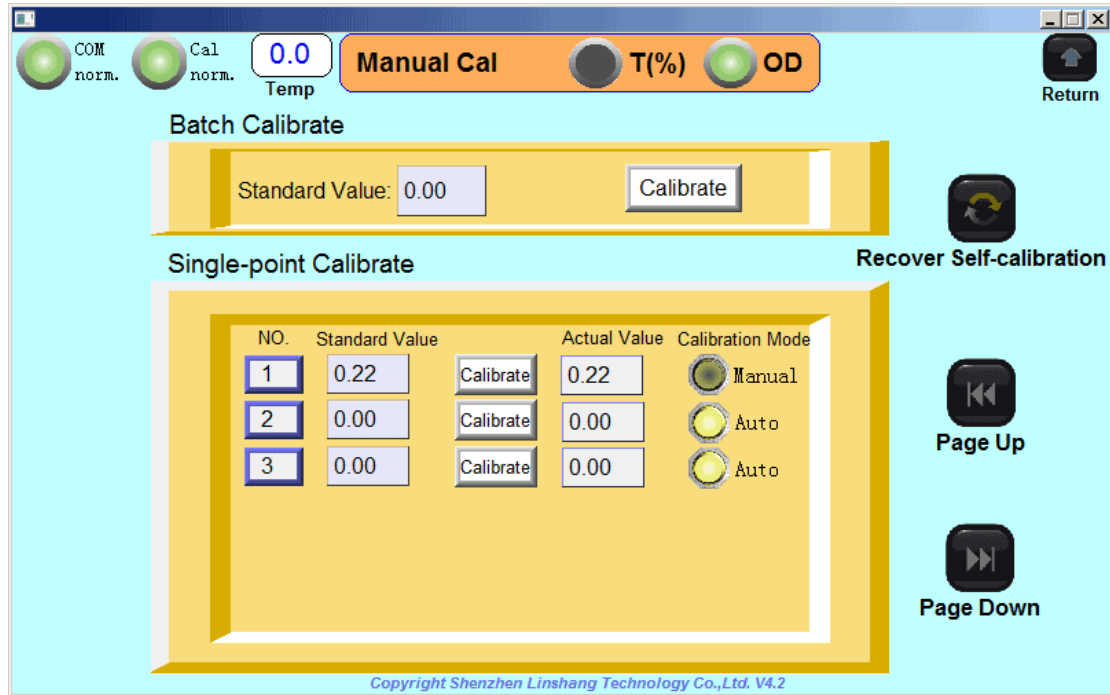 COM
norm.
Cal
norm.
0.0
Temp
Manual Cal
T(%)
OD
Return
Batch Calibrate
Standard Value: 0.00
Calibrate
Recover Self-calibration
Single-point Calibrate
NO. Standard Value Actual Value Calibration Mode
1 0.22 Calibrate 0.22 Manual
2 0.00 Calibrate 0.00 Auto
3 0.00 Calibrate 0.00 Auto
Page Up
Page Down
Copyright Shenzhen Linshang Technology Co.,Ltd. V4.2